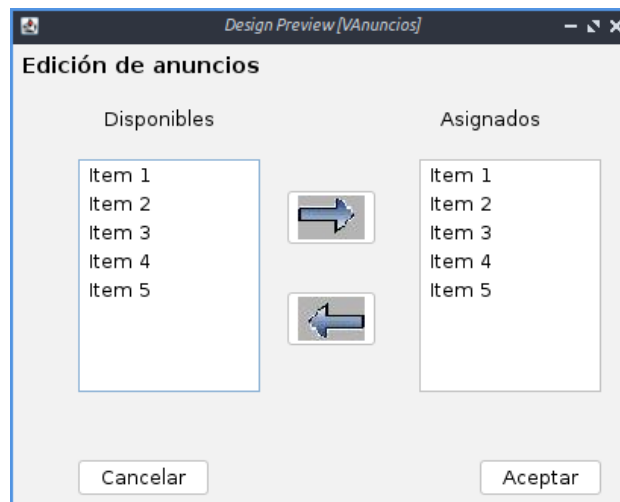 Design Preview [VAnuncios]
Edición de anuncios
Disponibles
Asignados
Item 1
Item 2
Item 3
Item 4
Item 5
Item 1
Item 2
Item 3
Item 4
Item 5
Cancelar
Aceptar